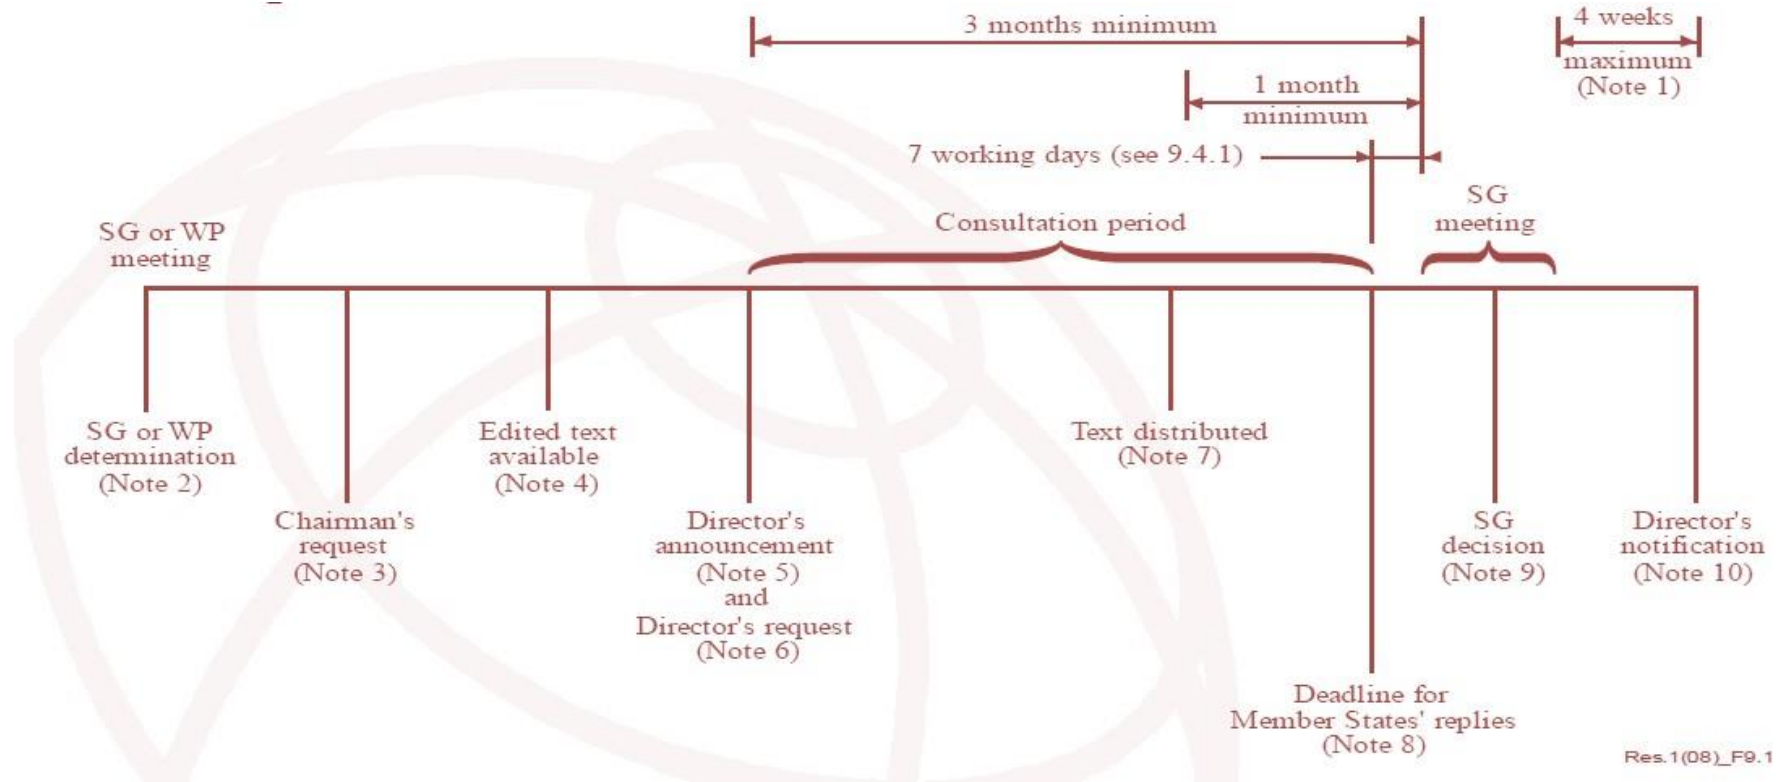 3 months minimum
4 weeks
maximum
(Note 1)
1 month
minimum
7 working days (see 9.4.1)
SG
meeting
Consultation period
SG or WP
meeting
SG or WP
determination
(Note 2)
Edited text
available
(Note 4)
Text distributed
(Note 7)
Chairman's
request
(Note 3)
Director's
announcement
(Note 5)
and
Director's request
(Note 6)
SG
decision
(Note 9)
Director's
notification
(Note 10)
Deadline for
Member States' replies
(Note 8)
Res.1(08)_F9.1